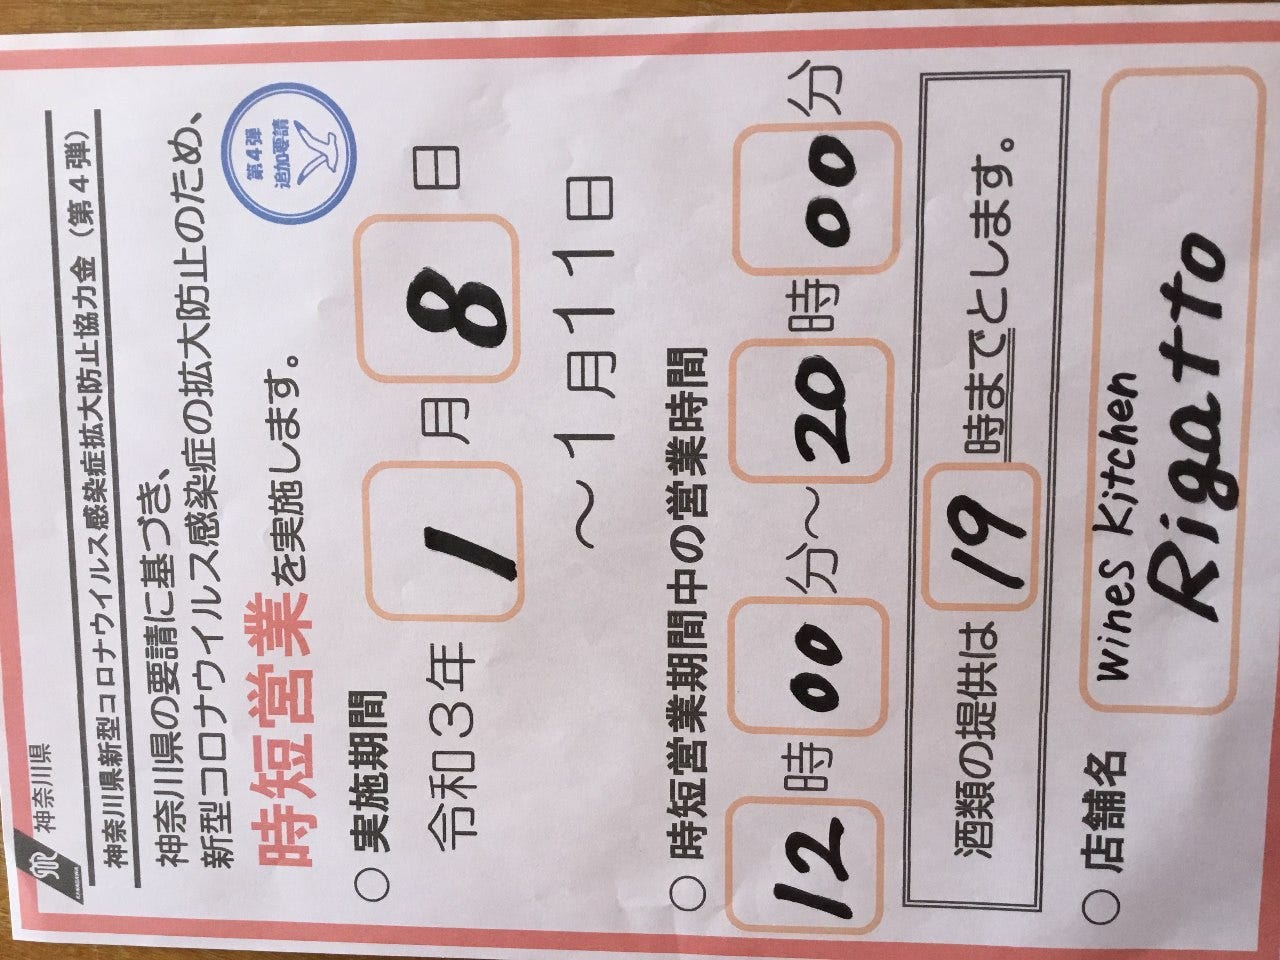 神奈川県
KANAGAWA
神奈川県新型コロナウイルス感染症拡大防止協力金（第４弾）
神奈川県の要請に基づき、
新型コロナウイルス感染症の拡大防止のため、
時短営業を実施します。
第４弾
追加要請
○ 実施期間
令和３年 1 月 8 日
～１月１１日
○ 時短営業期間中の営業時間
12 時 00 分～ 20 時 00 分
酒類の提供は 19 時までとします。
○ 店舗名
Wines Kitchen
Rigatto